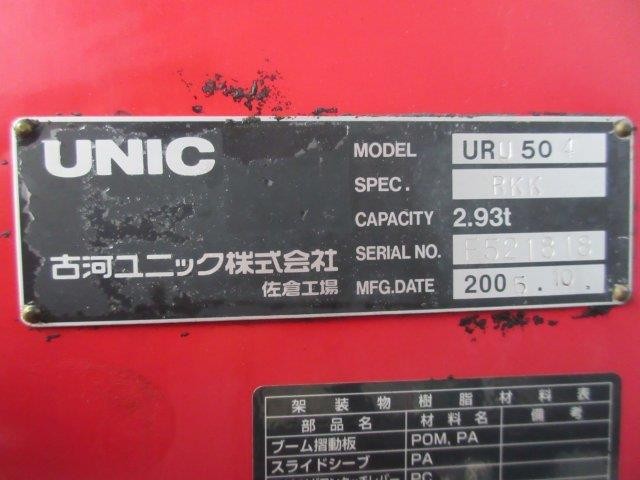 UNIC
MODEL URU504
SPEC. RKK
CAPACITY 2.93t
SERIAL NO. F521818
MFG.DATE 2005.10.
古河ユニック株式会社
佐倉工場
架装物樹脂材料表
部品名 材料名 備考
ブーム摺動板 POM, PA
スライドシーブ PA
PC